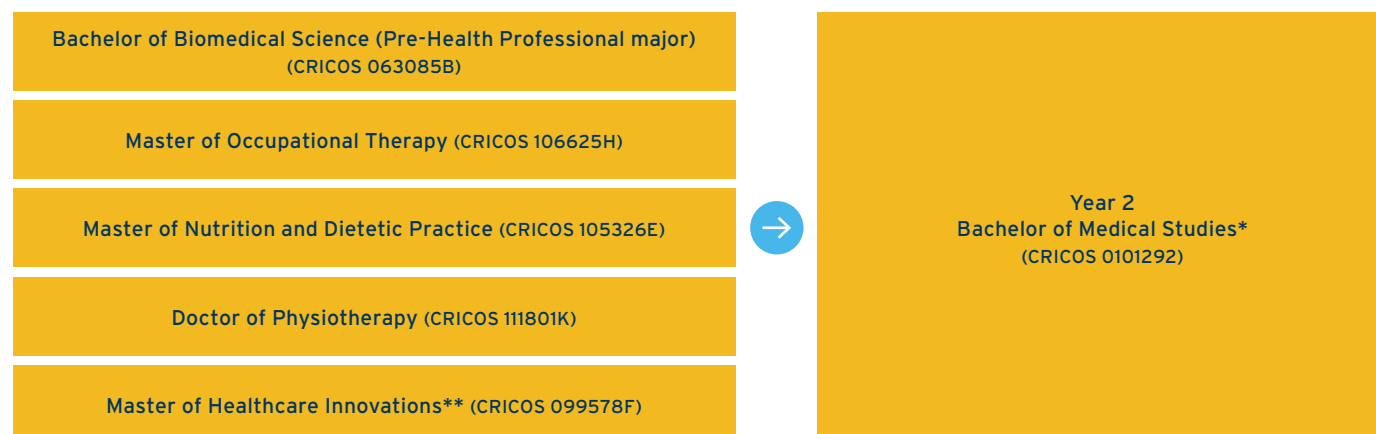 Bachelor of Biomedical Science (Pre-Health Professional major)
(CRICOS 063085B)
Master of Occupational Therapy (CRICOS 106625H)
Master of Nutrition and Dietetic Practice (CRICOS 105326E)
Doctor of Physiotherapy (CRICOS 111801K)
Master of Healthcare Innovations** (CRICOS 099578F)
Year 2
Bachelor of Medical Studies*
(CRICOS 0101292)